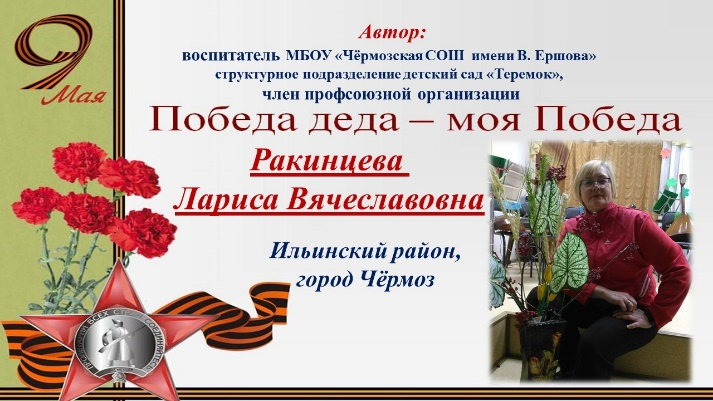 Автор:
воспитатель МБОУ «Чёрмозская СОШ имени В. Ершова»
структурное подразделение детский сад «Теремок»,
член профсоюзной организации
9
Мая
Победа деда – моя Победа
Ракинцева
Лариса Вячеславовна
Ильинский район,
город Чёрмоз